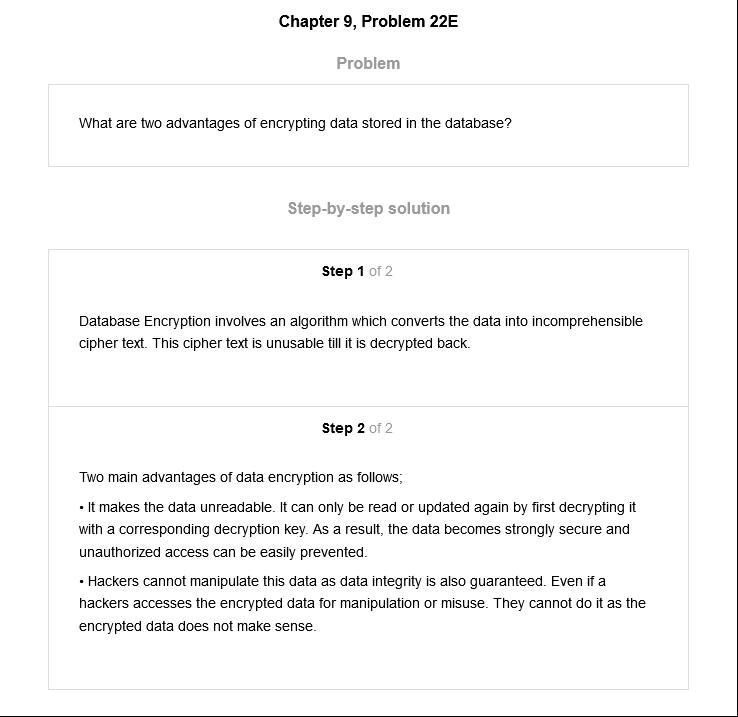 Chapter 9, Problem 22E
Problem
What are two advantages of encrypting data stored in the database?
Step-by-step solution
Step 1 of 2
Database Encryption involves an algorithm which converts the data into incomprehensible
cipher text. This cipher text is unusable till it is decrypted back.
Step 2 of 2
Two main advantages of data encryption as follows;
• It makes the data unreadable. It can only be read or updated again by first decrypting it
with a corresponding decryption key. As a result, the data becomes strongly secure and
unauthorized access can be easily prevented.
• Hackers cannot manipulate this data as data integrity is also guaranteed. Even if a
hackers accesses the encrypted data for manipulation or misuse. They cannot do it as the
encrypted data does not make sense.